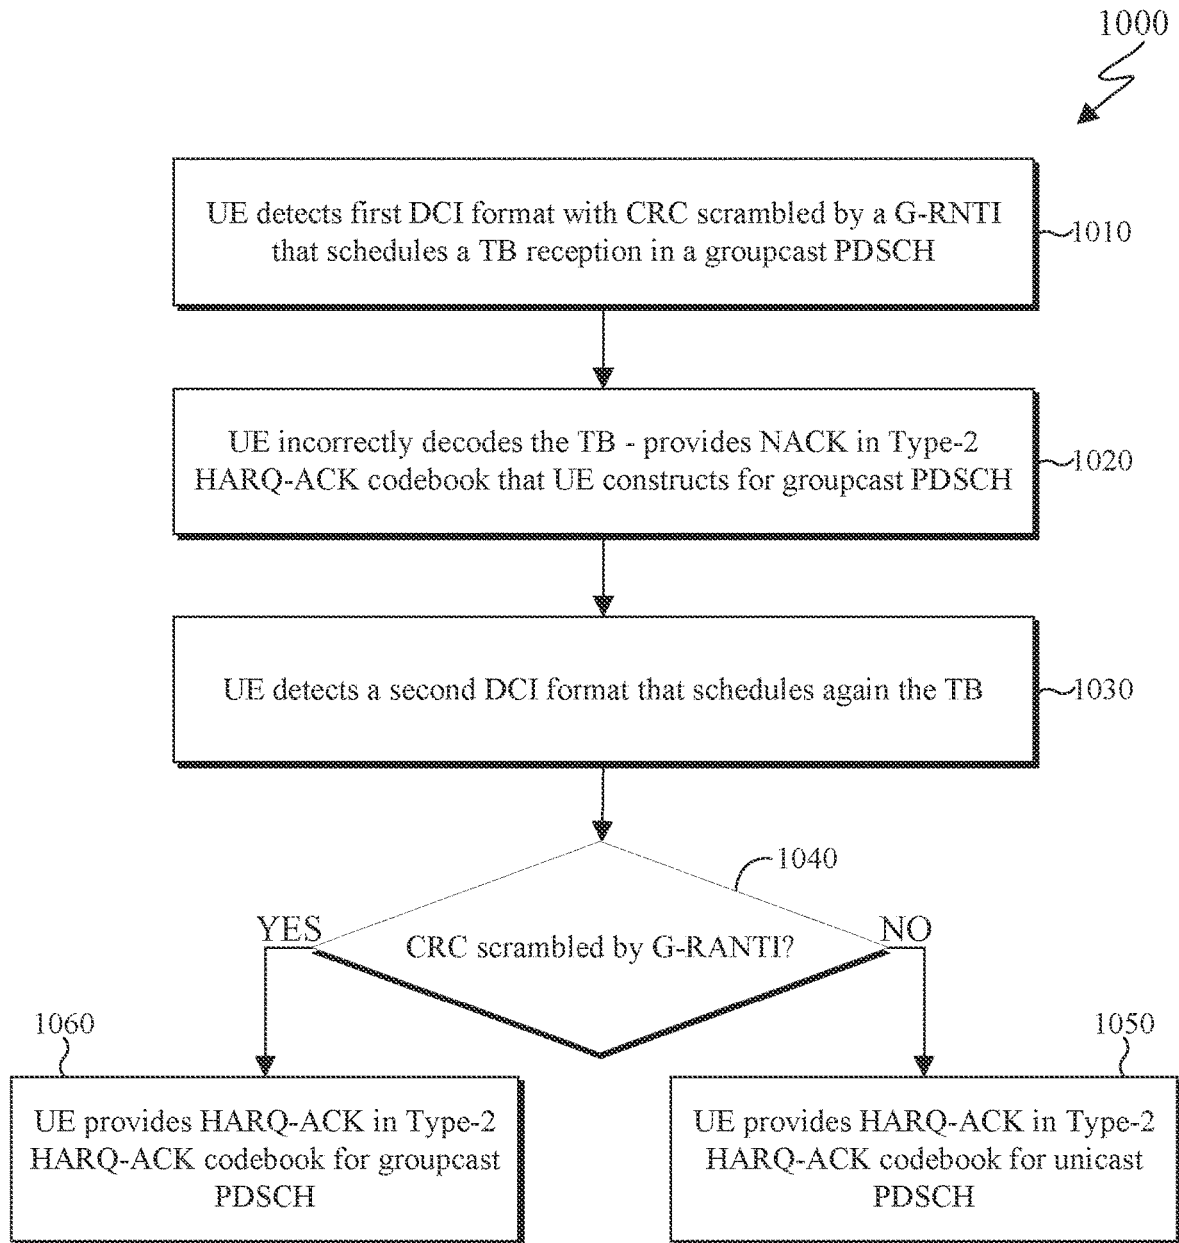 1000
UE detects first DCI format with CRC scrambled by a G-RNTI
that schedules a TB reception in a groupcast PDSCH
1010
UE incorrectly decodes the TB - provides NACK in Type-2
HARQ-ACK codebook that UE constructs for groupcast PDSCH
1020
UE detects a second DCI format that schedules again the TB
1030
1040
YES
CRC scrambled by G-RANTI?
NO
1060
UE provides HARQ-ACK in Type-2
HARQ-ACK codebook for groupcast
PDSCH
1050
UE provides HARQ-ACK in Type-2
HARQ-ACK codebook for unicast
PDSCH